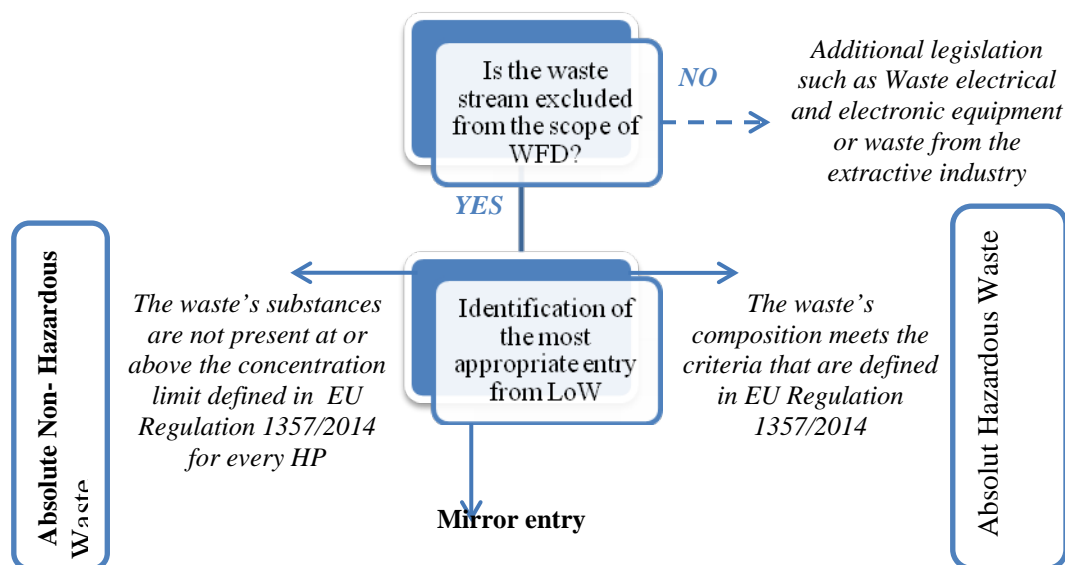 Is the waste
stream excluded
from the scope of
WFD?
NO
Additional legislation
such as Waste electrical
and electronic equipment
or waste from the
extractive industry
YES
Absolute Non- Hazardous
Waste
The waste’s substances
are not present at or
above the concentration
limit defined in EU
Regulation 1357/2014
for every HP
Identification of
the most
appropriate entry
from LoW
The waste’s
composition meets the
criteria that are defined
in EU Regulation
1357/2014
Absolut Hazardous Waste
Mirror entry